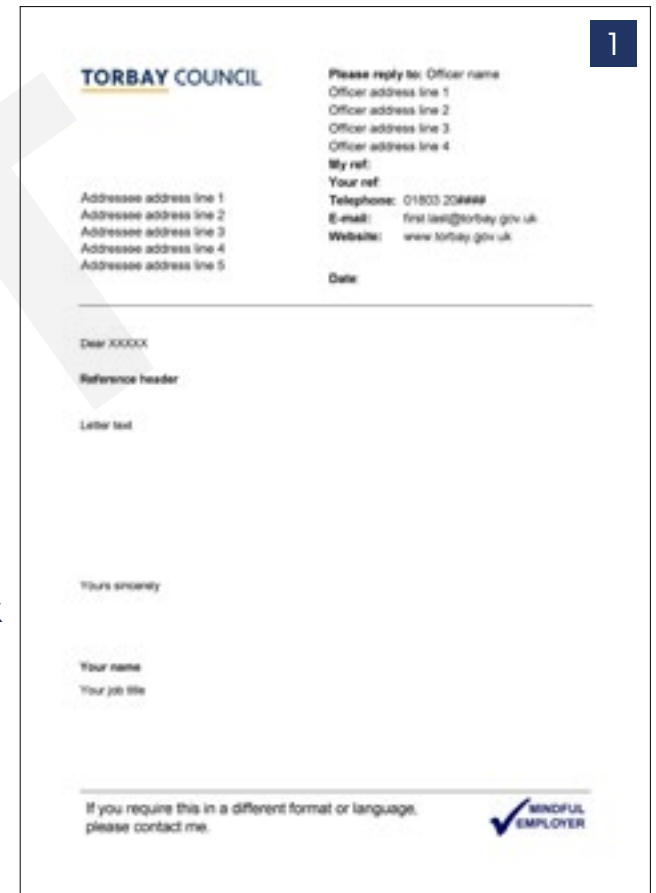 1
TORBAY COUNCIL
Please reply to: Officer name
Officer address line 1
Officer address line 2
Officer address line 3
Officer address line 4
My ref:
Your ref:
Telephone: 01803 20####
E-mail: first.last@torbay.gov.uk
Website: www.torbay.gov.uk
Date:
Addressee address line 1
Addressee address line 2
Addressee address line 3
Addressee address line 4
Addressee address line 5
Dear XXXXX
Reference header
Letter text
Yours sincerely
Your name
Your job title
If you require this in a different format or language,
please contact me.
MINDFUL
EMPLOYER